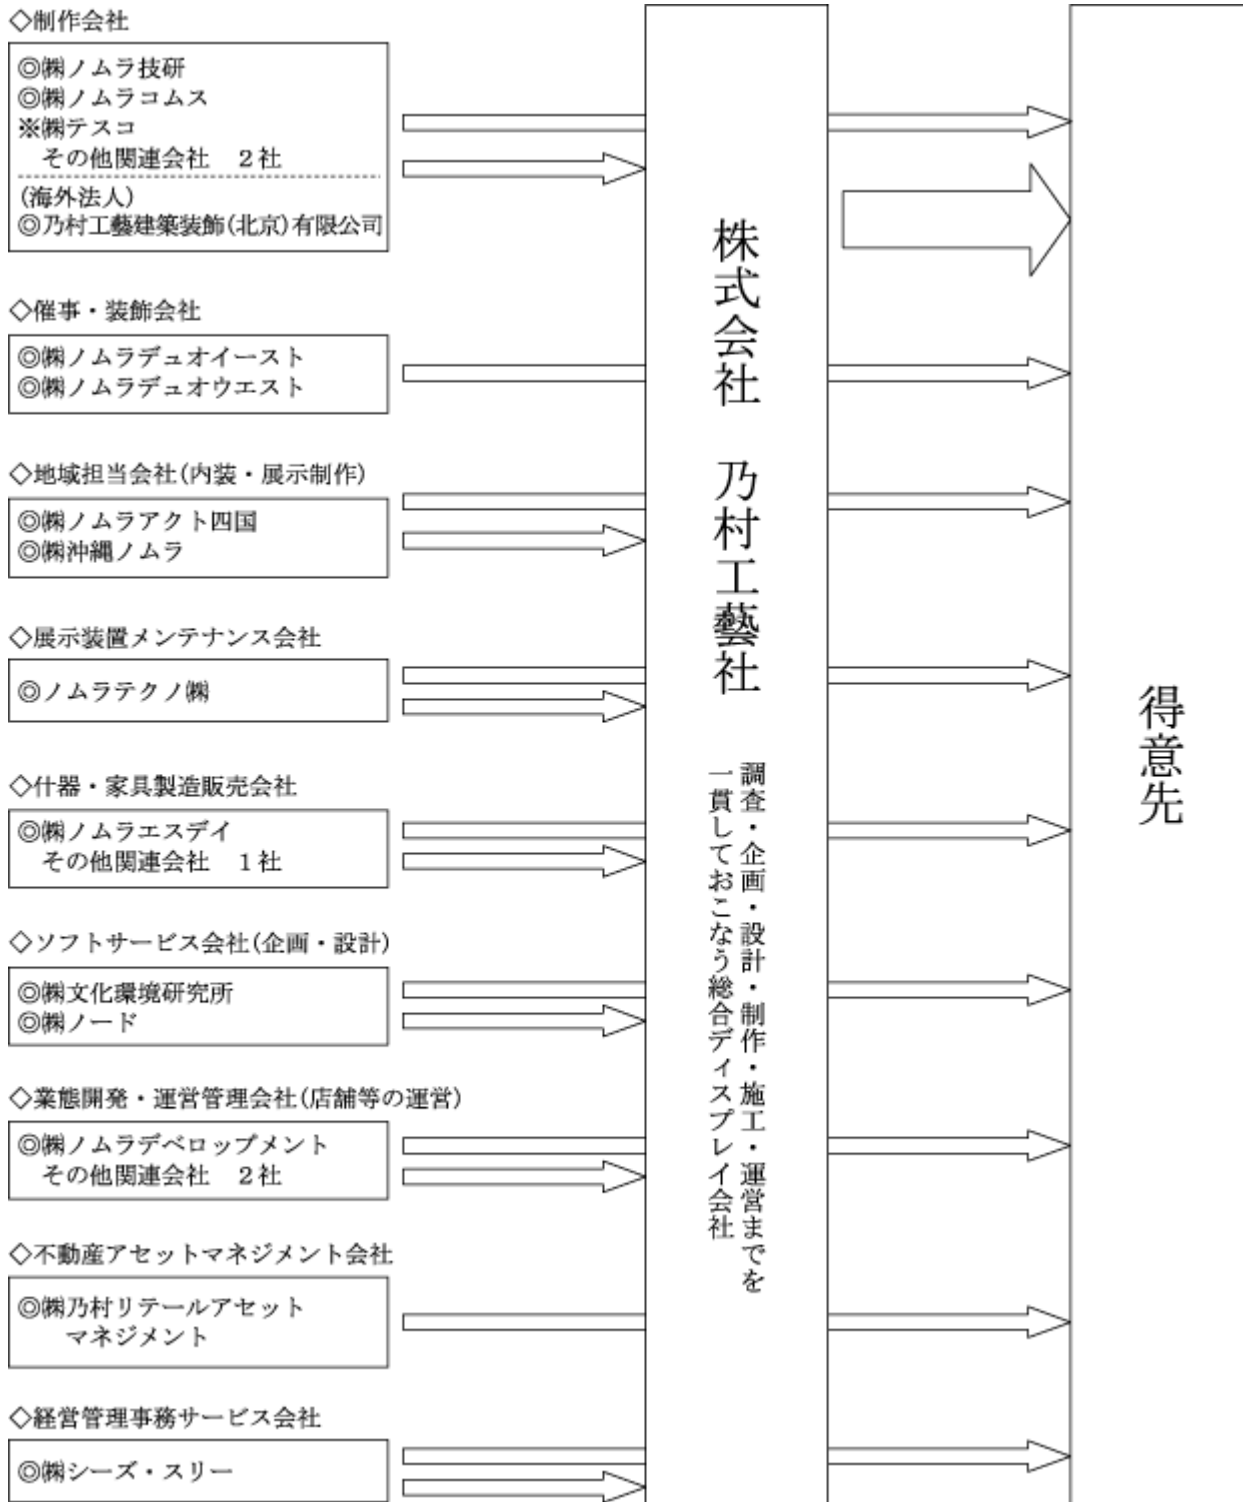 ◇制作会社
◎㈱ノムラ技研
◎㈱ノムラコムス
※㈱テスコ
その他関連会社　２社
(海外法人)
◎乃村工藝建築装飾(北京)有限公司
◇催事・装飾会社
◎㈱ノムラデュオイースト
◎㈱ノムラデュオウエスト
◇地域担当会社(内装・展示制作)
◎㈱ノムラアクト四国
◎㈱沖縄ノムラ
◇展示装置メンテナンス会社
◎ノムラテクノ㈱
◇什器・家具製造販売会社
◎㈱ノムラエスデイ
その他関連会社　１社
◇ソフトサービス会社(企画・設計)
◎㈱文化環境研究所
◎㈱ノード
◇業態開発・運営管理会社(店舗等の運営)
◎㈱ノムラデベロップメント
その他関連会社　２社
◇不動産アセットマネジメント会社
◎㈱乃村リテールアセット
マネジメント
◇経営管理事務サービス会社
◎㈱シーズ・スリー
株式会社　乃村工藝社
調査・企画・設計・制作・施工・運営までを
一貫しておこなう総合ディスプレイ会社
得意先